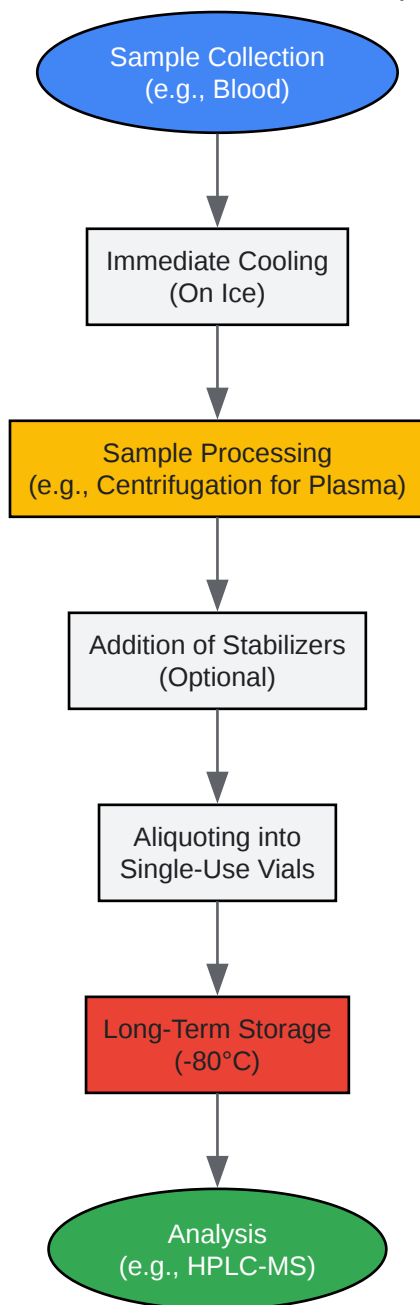 Sample Collection
(e.g., Blood)
Immediate Cooling
(On Ice)
Sample Processing
(e.g., Centrifugation for Plasma)
Addition of Stabilizers
(Optional)
Aliquoting into
Single-Use Vials
Long-Term Storage
(-80°C)
Analysis
(e.g., HPLC-MS)